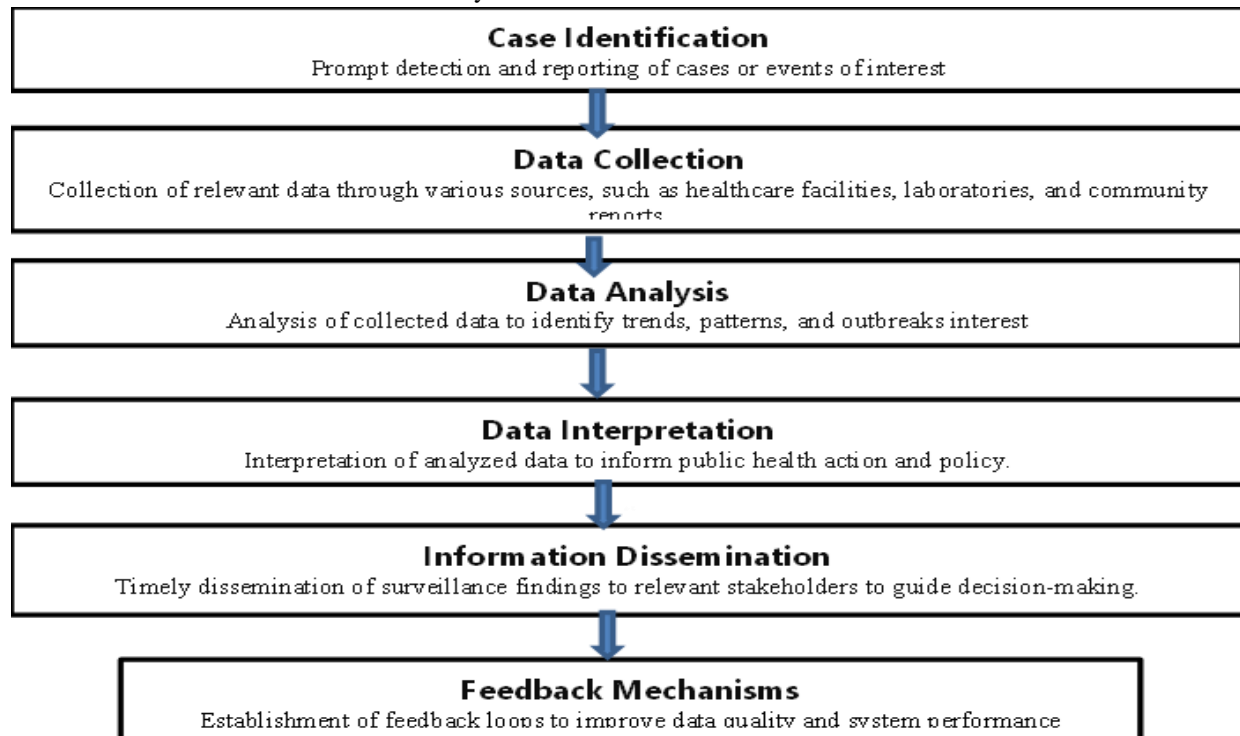 Case Identification
Prompt detection and reporting of cases or events of interest
Data Collection
Collection of relevant data through various sources, such as healthcare facilities, laboratories, and community
reports
Data Analysis
Analysis of collected data to identify trends, patterns, and outbreaks interest
Data Interpretation
Interpretation of analyzed data to inform public health action and policy.
Information Dissemination
Timely dissemination of surveillance findings to relevant stakeholders to guide decision-making.
Feedback Mechanisms
Establishment of feedback loops to improve data quality and system performance